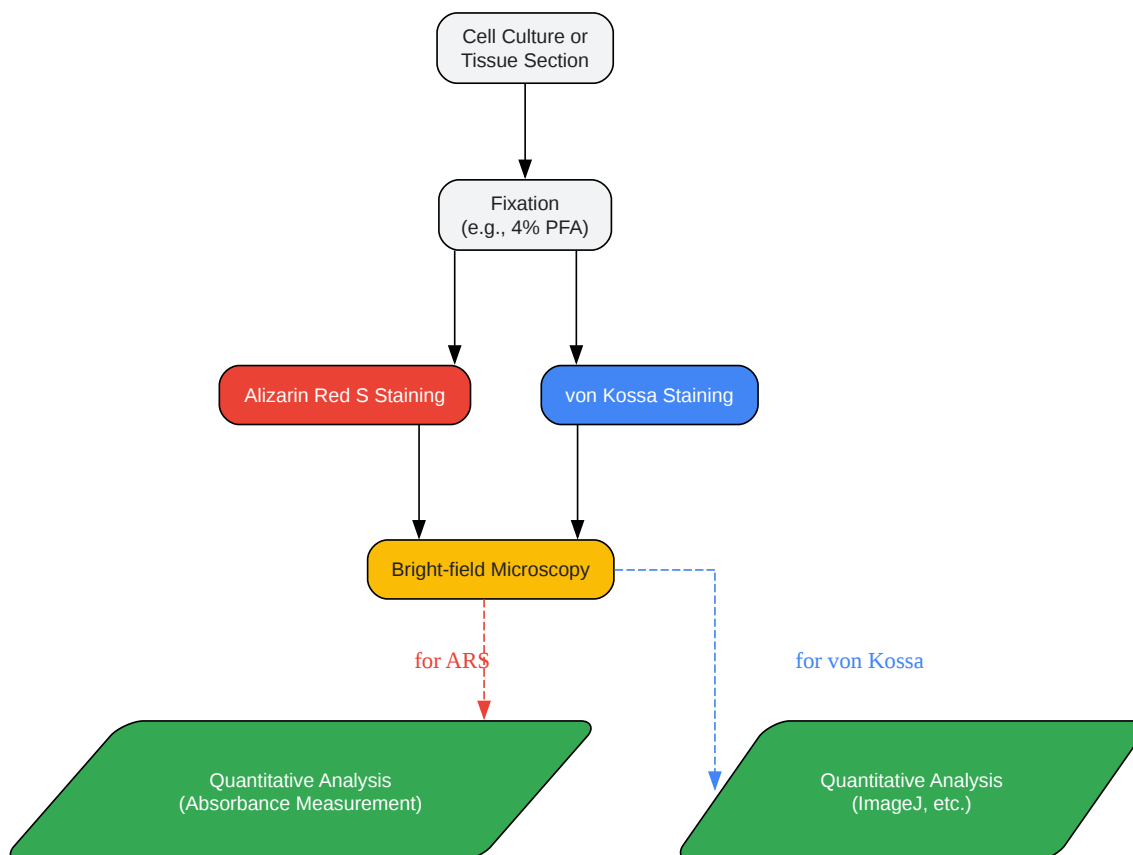 Cell Culture or
Tissue Section
Fixation
(e.g., 4% PFA)
Alizarin Red S Staining
von Kossa Staining
Bright-field Microscopy
for ARS
for von Kossa
Quantitative Analysis
(Absorbance Measurement)
Quantitative Analysis
(ImageJ, etc.)